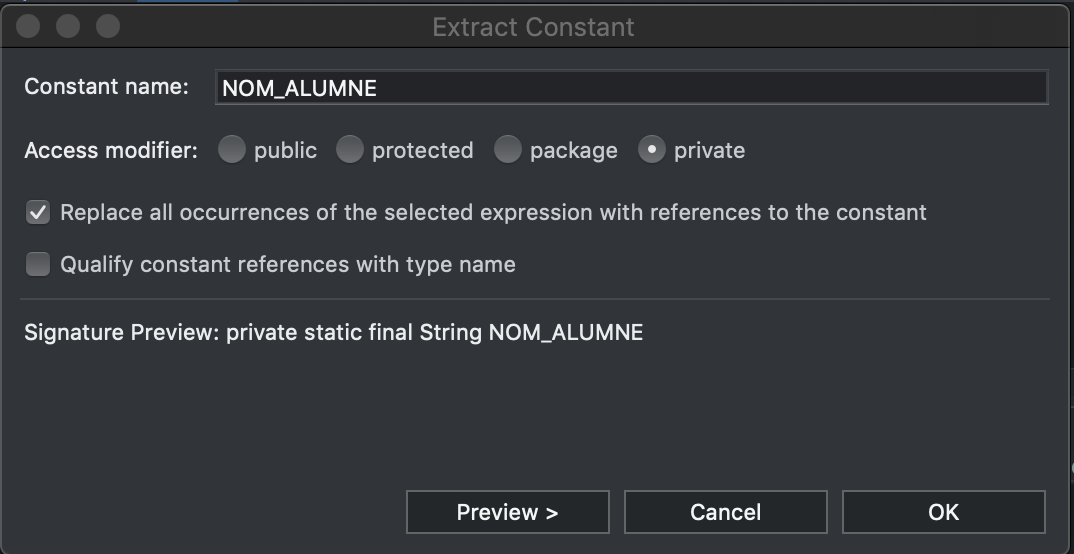 Extract Constant
Constant name: NOM_ALUMNE
Access modifier: public protected package private
Replace all occurrences of the selected expression with references to the constant
Qualify constant references with type name
Signature Preview: private static final String NOM_ALUMNE
Preview > Cancel OK